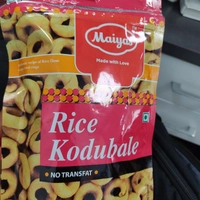 Maiyas
Made with Love
Rice
Kodubale
• NO TRANSFAT •